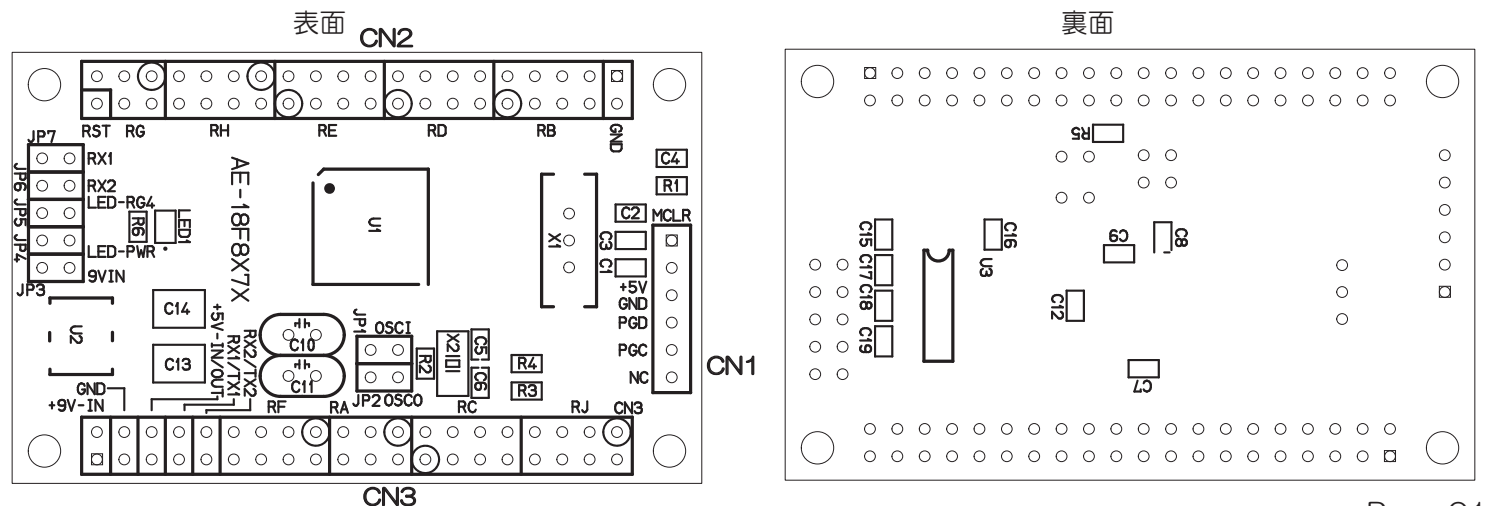 表面
裏面
CN2
RST
RG
RH
RE
RD
RB
GND
JP7
RX1
JP6
RX2
LED-RG4
JP5
R6
LED1
JP4
LED-PWR
9VIN
JP3
AE-18F8X7X
U1
X1
C4
R1
C2
MCLR
C3
C1
+5V
GND
PGD
PGC
NC
CN1
U2
C14
C13
+5V-IN/OUT
RX1/TX1
RX2/TX2
C10
C11
JP1
OSCI
R2
X2
C5
C6
R4
R3
JP2
OSCO
GND
+9V-IN
RF
RA
RC
RJ
CN3
CN3
R5
C15
C16
C17
U3
C18
C19
C9
C8
C12
C7